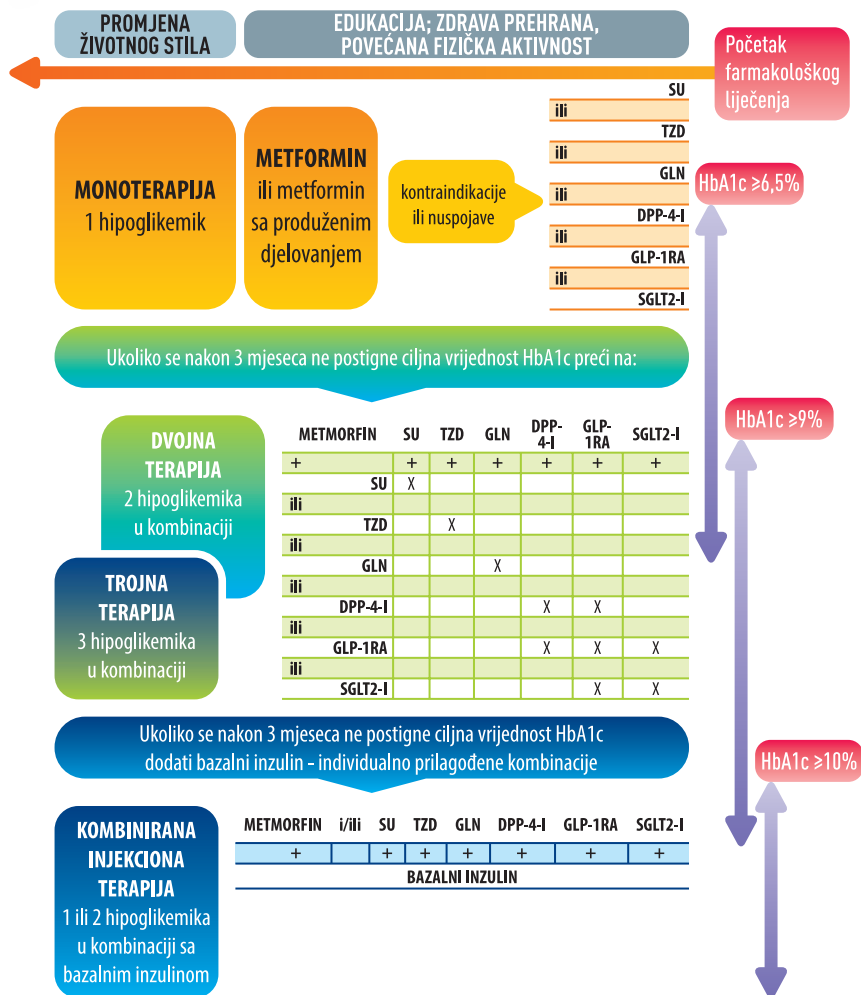 PROMJENA
ŽIVOTNOG STILA
EDUKACIJA; ZDRAVA PREHRANA,
POVEĆANA FIZIČKA AKTIVNOST
Početak
farmakološkog
liječenja
MONOTERAPIJA
1 hipoglikemik
METFORMIN
ili metformin
sa produženim
djelovanjem
kontraindikacije
ili nuspojave
SU
ili
TZD
ili
GLN
ili
DPP-4-I
ili
GLP-1RA
ili
SGLT2-I
HbA1c >6,5%
Ukoliko se nakon 3 mjeseca ne postigne ciljna vrijednost HbA1c preći na:
HbA1c ≥9%
DVOJNA
TERAPIJA
2 hipoglikemika
u kombinaciji
TROJNA
TERAPIJA
3 hipoglikemika
u kombinaciji
METMORFIN SU TZD GLN DPP-4-I GLP-1RA SGLT2-I
+ + + + + + +
SU X
ili
TZD X
ili
GLN X
ili
DPP-4-I X X
ili
GLP-1RA X X X
ili
SGLT2-I X X
Ukoliko se nakon 3 mjeseca ne postigne ciljna vrijednost HbA1c
dodati bazalni inzulin - individualno prilagođene kombinacije
HbA1c ≥10%
KOMBINIRANA
INJEKCIONA
TERAPIJA
1 ili 2 hipoglikemika
u kombinaciji sa
bazalnim inzulinom
METMORFIN i/ili SU TZD GLN DPP-4-I GLP-1RA SGLT2-I
+ + + + + + +
BAZALNI INZULIN